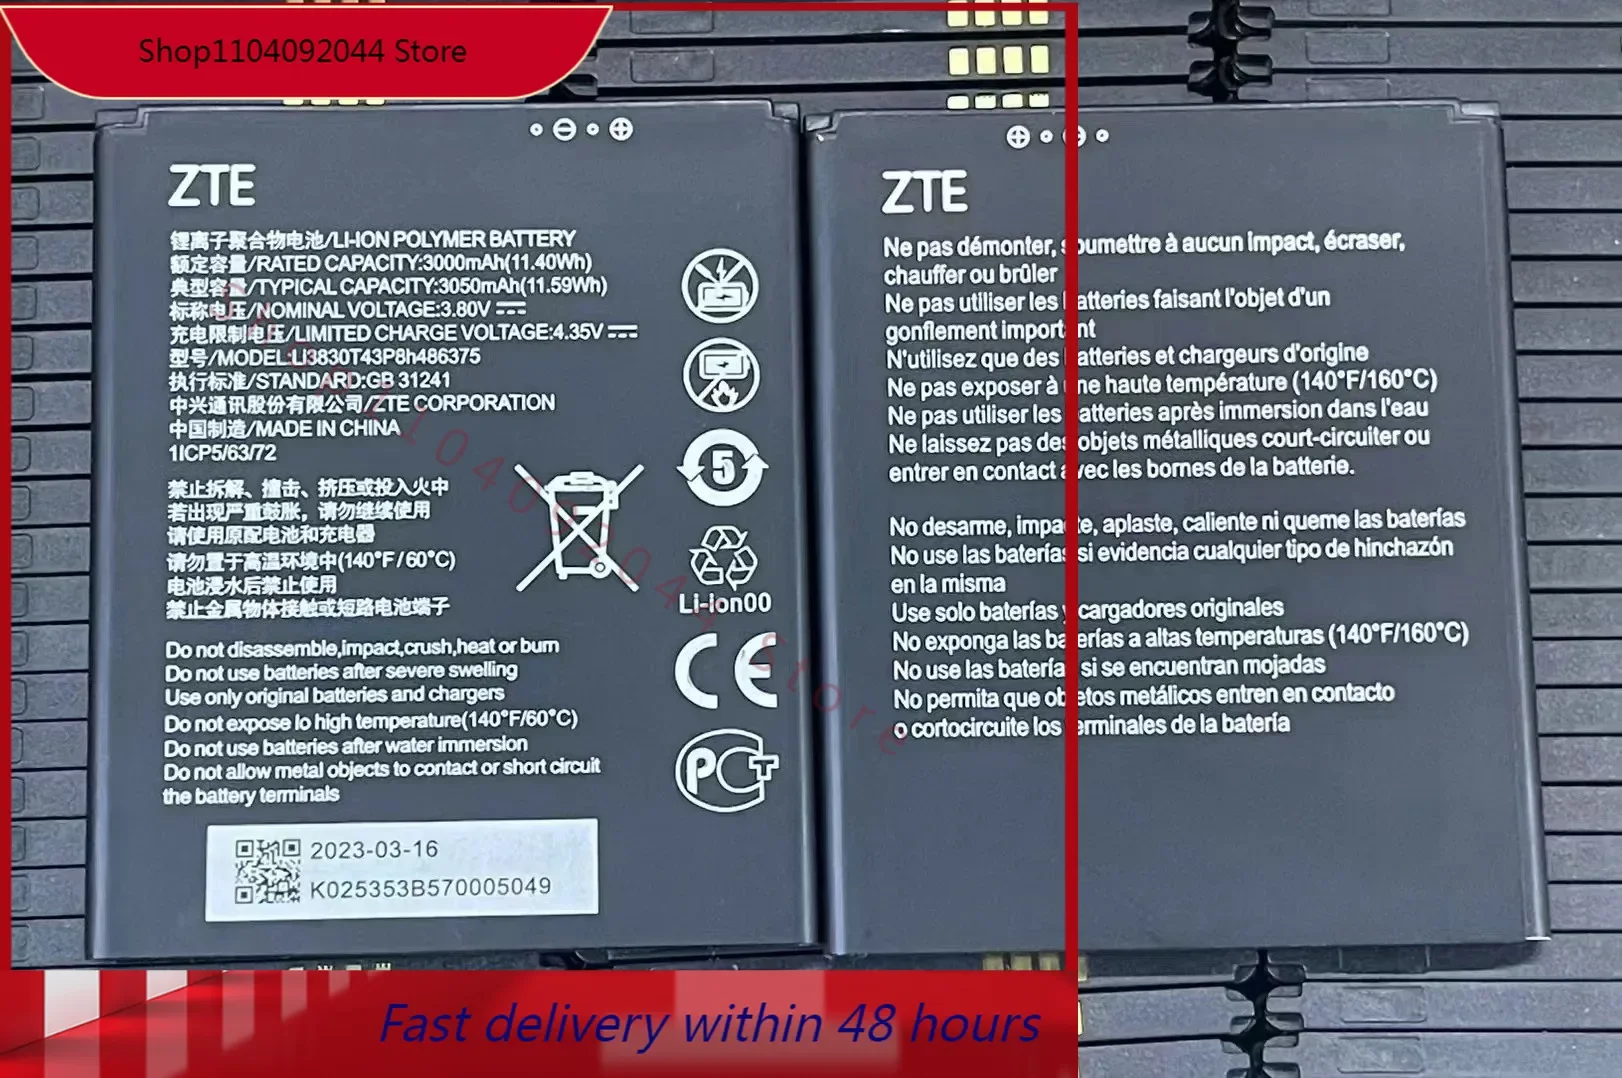 Shop1104092044 Store
ZTE
锂离子聚合物电池/LI-ION POLYMER BATTERY
额定容量/RATED CAPACITY:3000mAh(11.40Wh)
典型容量/TYPICAL CAPACITY:3050mAh(11.59Wh)
标称电压/NOMINAL VOLTAGE:3.80V
充电限制电压/LIMITED CHARGE VOLTAGE:4.35V
型号/MODEL:LI3830T43P8h486375
执行标准/STANDARD:GB 31241
中兴通讯股份有限公司/ZTE CORPORATION
中国制造/MADE IN CHINA
1ICP5/63/72
禁止拆解、撞击、挤压或投入火中
若出现严重鼓胀，请勿继续使用
请使用原配电池和充电器
请勿置于高温环境中(140°F/60°C)
电池浸水后禁止使用
禁止金属物体接触或短路电池端子
Do not disassemble,impact,crush,heat or burn
Do not use batteries after severe swelling
Use only original batteries and chargers
Do not expose lo high temperature(140°F/60°C)
Do not use batteries after water immersion
Do not allow metal objects to contact or short circuit
the battery terminals
5
Li-ion00
CE
PCT
2023-03-16
K025353B570005049
ZTE
Ne pas démonter, soumettre à aucun impact, écraser,
chauffer ou brûler
Ne pas utiliser les batteries faisant l'objet d'un
gonflement important
N'utilisez que des batteries et chargeurs d'origine
Ne pas exposer à une haute température (140°F/160°C)
Ne pas utiliser les batteries après immersion dans l'eau
Ne laissez pas des objets métalliques court-circuiter ou
entrer en contact avec les bornes de la batterie.
No desarme, impacte, aplaste, caliente ni queme las baterías
No use las baterías si evidencia cualquier tipo de hinchazón
en la misma
Use solo baterías y cargadores originales
No exponga las baterías a altas temperaturas (140°F/160°C)
No use las baterías si se encuentran mojadas
No permita que objetos metálicos entren en contacto
o cortocircuite los terminales de la batería
Shop1104092044 Store
Fast delivery within 48 hours